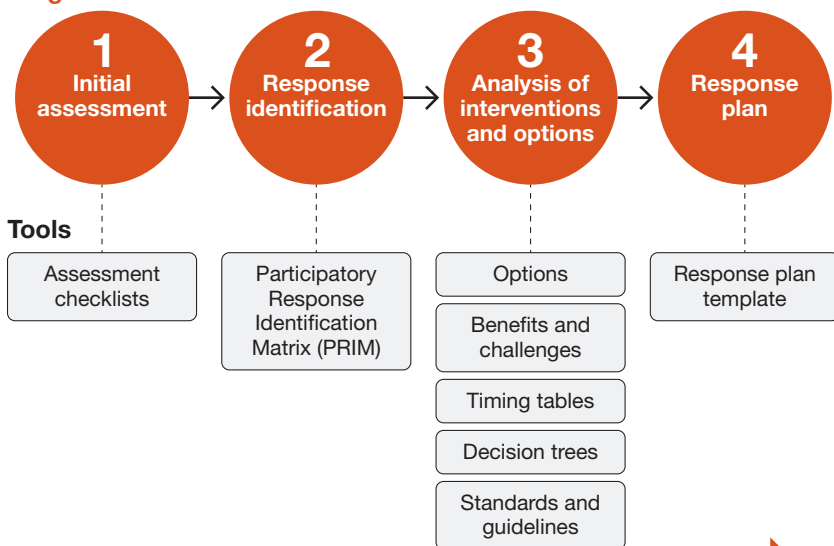 1
Initial
assessment
2
Response
identification
3
Analysis of
interventions
and options
4
Response
plan
Tools
Assessment
checklists
Participatory
Response
Identification
Matrix (PRIM)
Options
Benefits and
challenges
Timing tables
Decision trees
Standards and
guidelines
Response plan
template